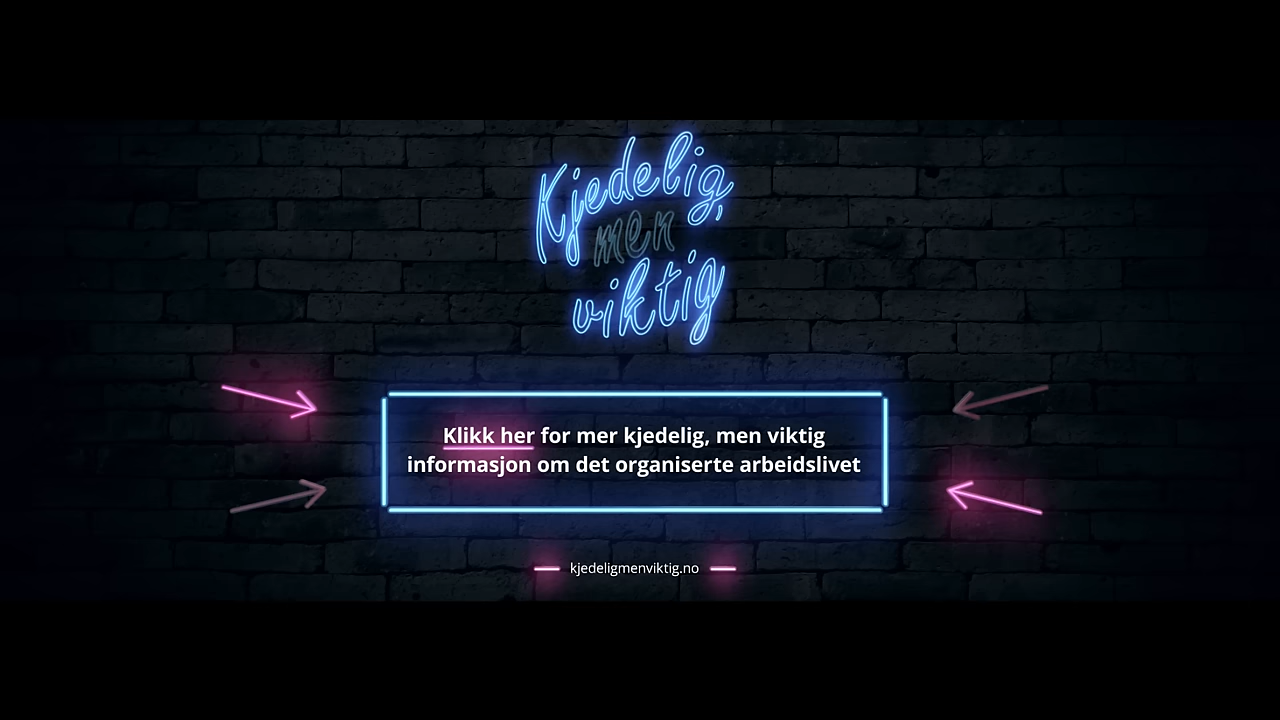 Kjedelig,
men
viktig
Klikk her for mer kjedelig, men viktig
informasjon om det organiserte arbeidslivet
kjedeligmenviktig.no